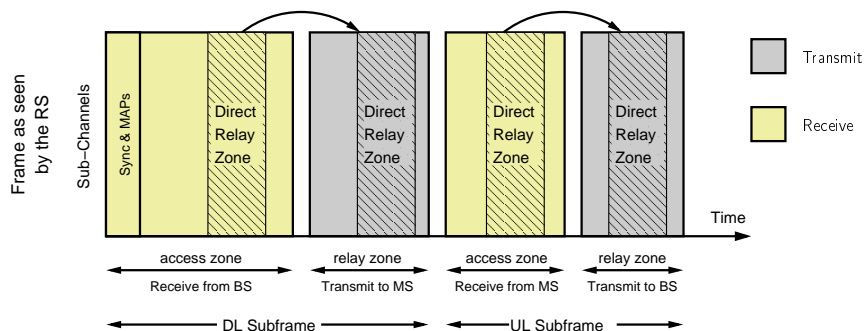 Frame as seen
by the RS
Sub-Channels
Sync & MAPs
Direct
Relay
Zone
Direct
Relay
Zone
Direct
Relay
Zone
Direct
Relay
Zone
Transmit
Receive
Time
access zone
relay zone
access zone
relay zone
Receive from BS
Transmit to MS
Receive from MS
Transmit to BS
DL Subframe
UL Subframe